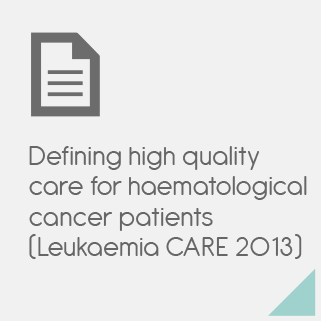 Defining high quality
care for haematological
cancer patients
(Leukaemia CARE 2013)